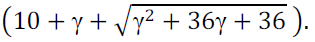 (10 + γ + √γ² + 36γ + 36 ).